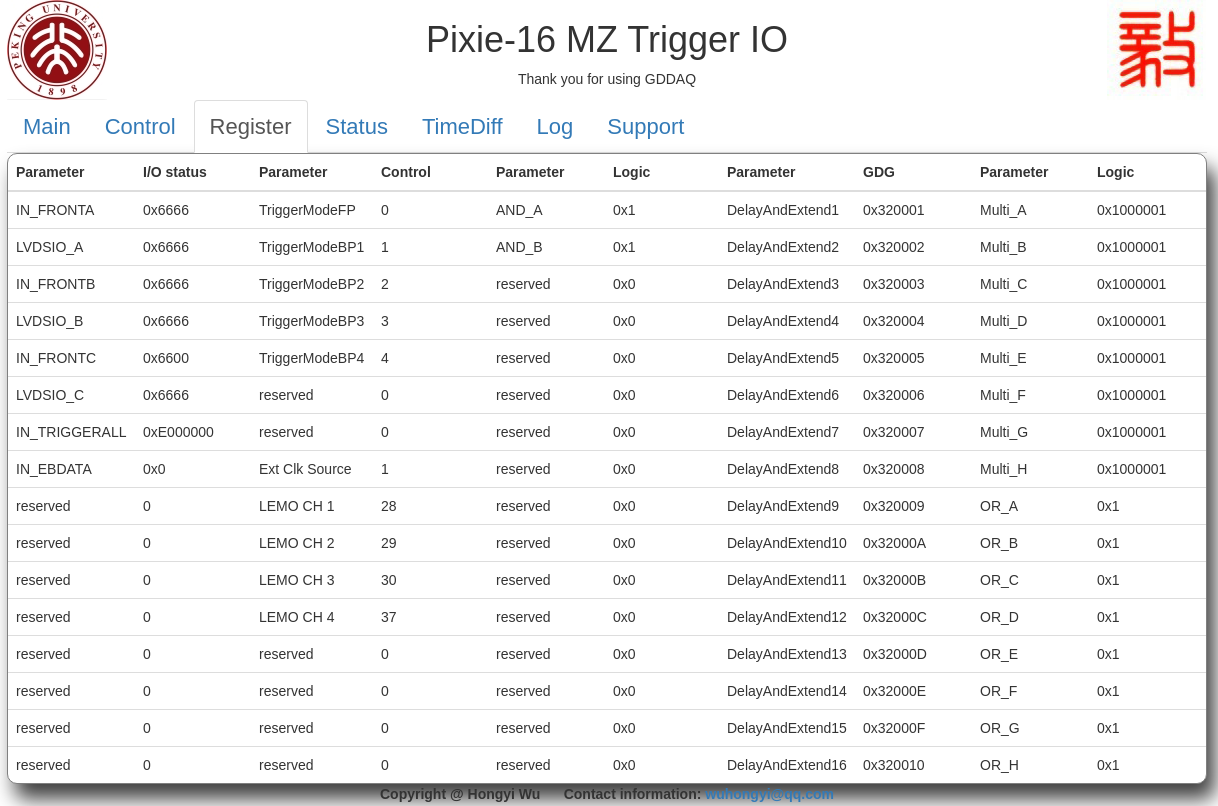 PEKING UNIVERSITY
1898
Pixie-16 MZ Trigger IO
Thank you for using GDDAQ
Main Control Register Status TimeDiff Log Support
Parameter I/O status Parameter Control Parameter Logic Parameter GDG Parameter Logic
IN_FRONTA 0x6666 TriggerModeFP 0 AND_A 0x1 DelayAndExtend1 0x320001 Multi_A 0x1000001
LVDSIO_A 0x6666 TriggerModeBP1 1 AND_B 0x1 DelayAndExtend2 0x320002 Multi_B 0x1000001
IN_FRONTB 0x6666 TriggerModeBP2 2 reserved 0x0 DelayAndExtend3 0x320003 Multi_C 0x1000001
LVDSIO_B 0x6666 TriggerModeBP3 3 reserved 0x0 DelayAndExtend4 0x320004 Multi_D 0x1000001
IN_FRONTC 0x6600 TriggerModeBP4 4 reserved 0x0 DelayAndExtend5 0x320005 Multi_E 0x1000001
LVDSIO_C 0x6666 reserved 0 reserved 0x0 DelayAndExtend6 0x320006 Multi_F 0x1000001
IN_TRIGGERALL 0xE000000 reserved 0 reserved 0x0 DelayAndExtend7 0x320007 Multi_G 0x1000001
IN_EBDATA 0x0 Ext Clk Source 1 reserved 0x0 DelayAndExtend8 0x320008 Multi_H 0x1000001
reserved 0 LEMO CH 1 28 reserved 0x0 DelayAndExtend9 0x320009 OR_A 0x1
reserved 0 LEMO CH 2 29 reserved 0x0 DelayAndExtend10 0x32000A OR_B 0x1
reserved 0 LEMO CH 3 30 reserved 0x0 DelayAndExtend11 0x32000B OR_C 0x1
reserved 0 LEMO CH 4 37 reserved 0x0 DelayAndExtend12 0x32000C OR_D 0x1
reserved 0 reserved 0 reserved 0x0 DelayAndExtend13 0x32000D OR_E 0x1
reserved 0 reserved 0 reserved 0x0 DelayAndExtend14 0x32000E OR_F 0x1
reserved 0 reserved 0 reserved 0x0 DelayAndExtend15 0x32000F OR_G 0x1
reserved 0 reserved 0 reserved 0x0 DelayAndExtend16 0x320010 OR_H 0x1
Copyright @ Hongyi Wu Contact information: wuhongyi@qq.com